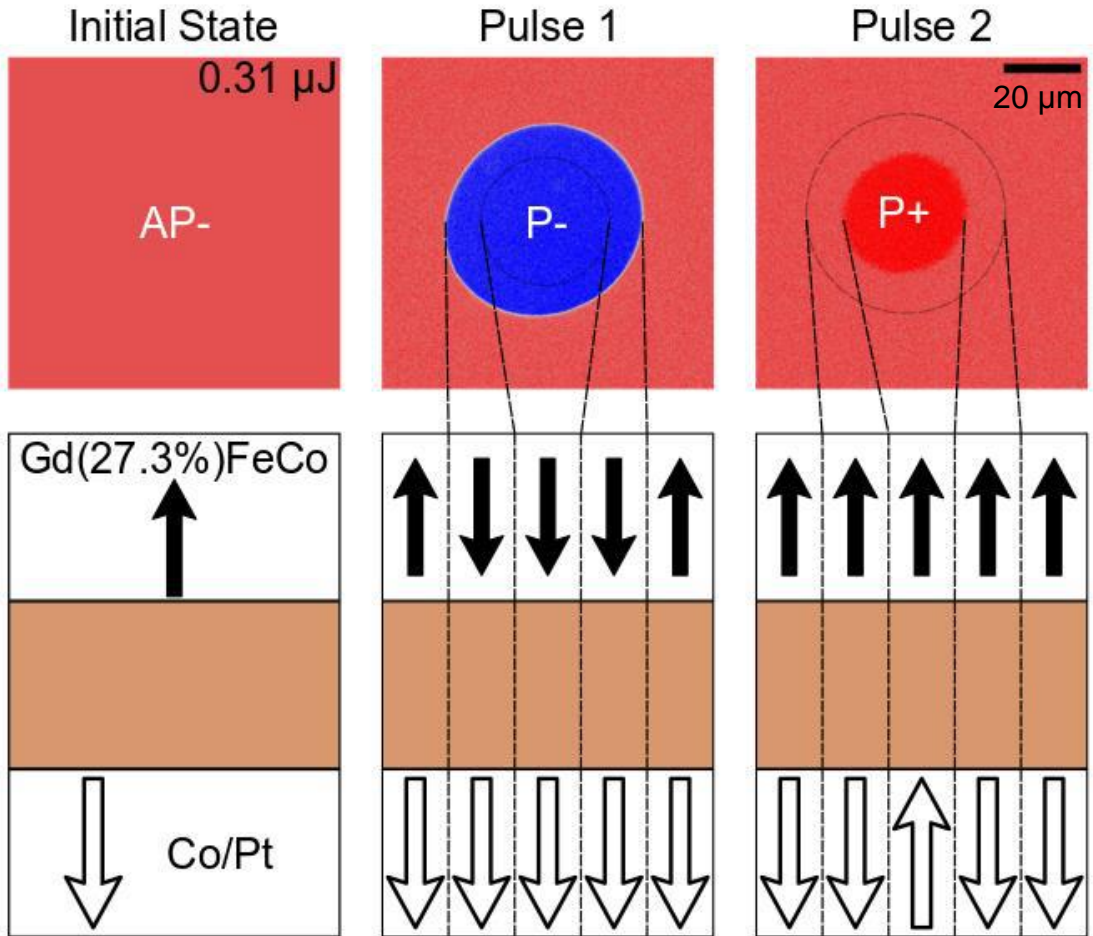 Initial State
Pulse 1
Pulse 2
0.31 µJ
20 µm
AP-
P-
P+
Gd(27.3%)FeCo
Co/Pt